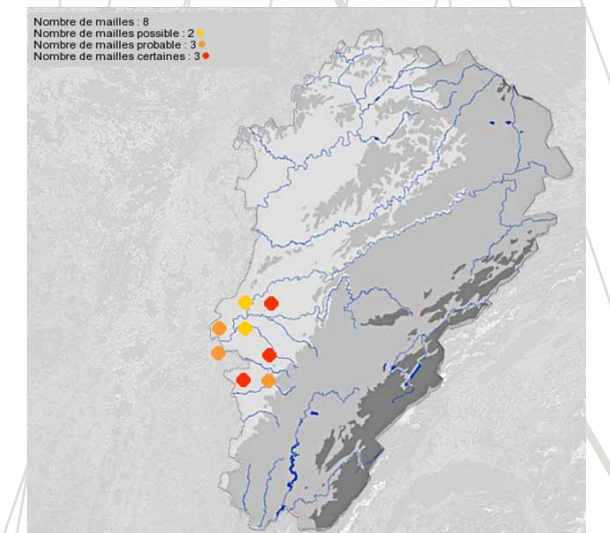 Nombre de mailles : 8
Nombre de mailles possible : 2
Nombre de mailles probable : 3
Nombre de mailles certaines : 3